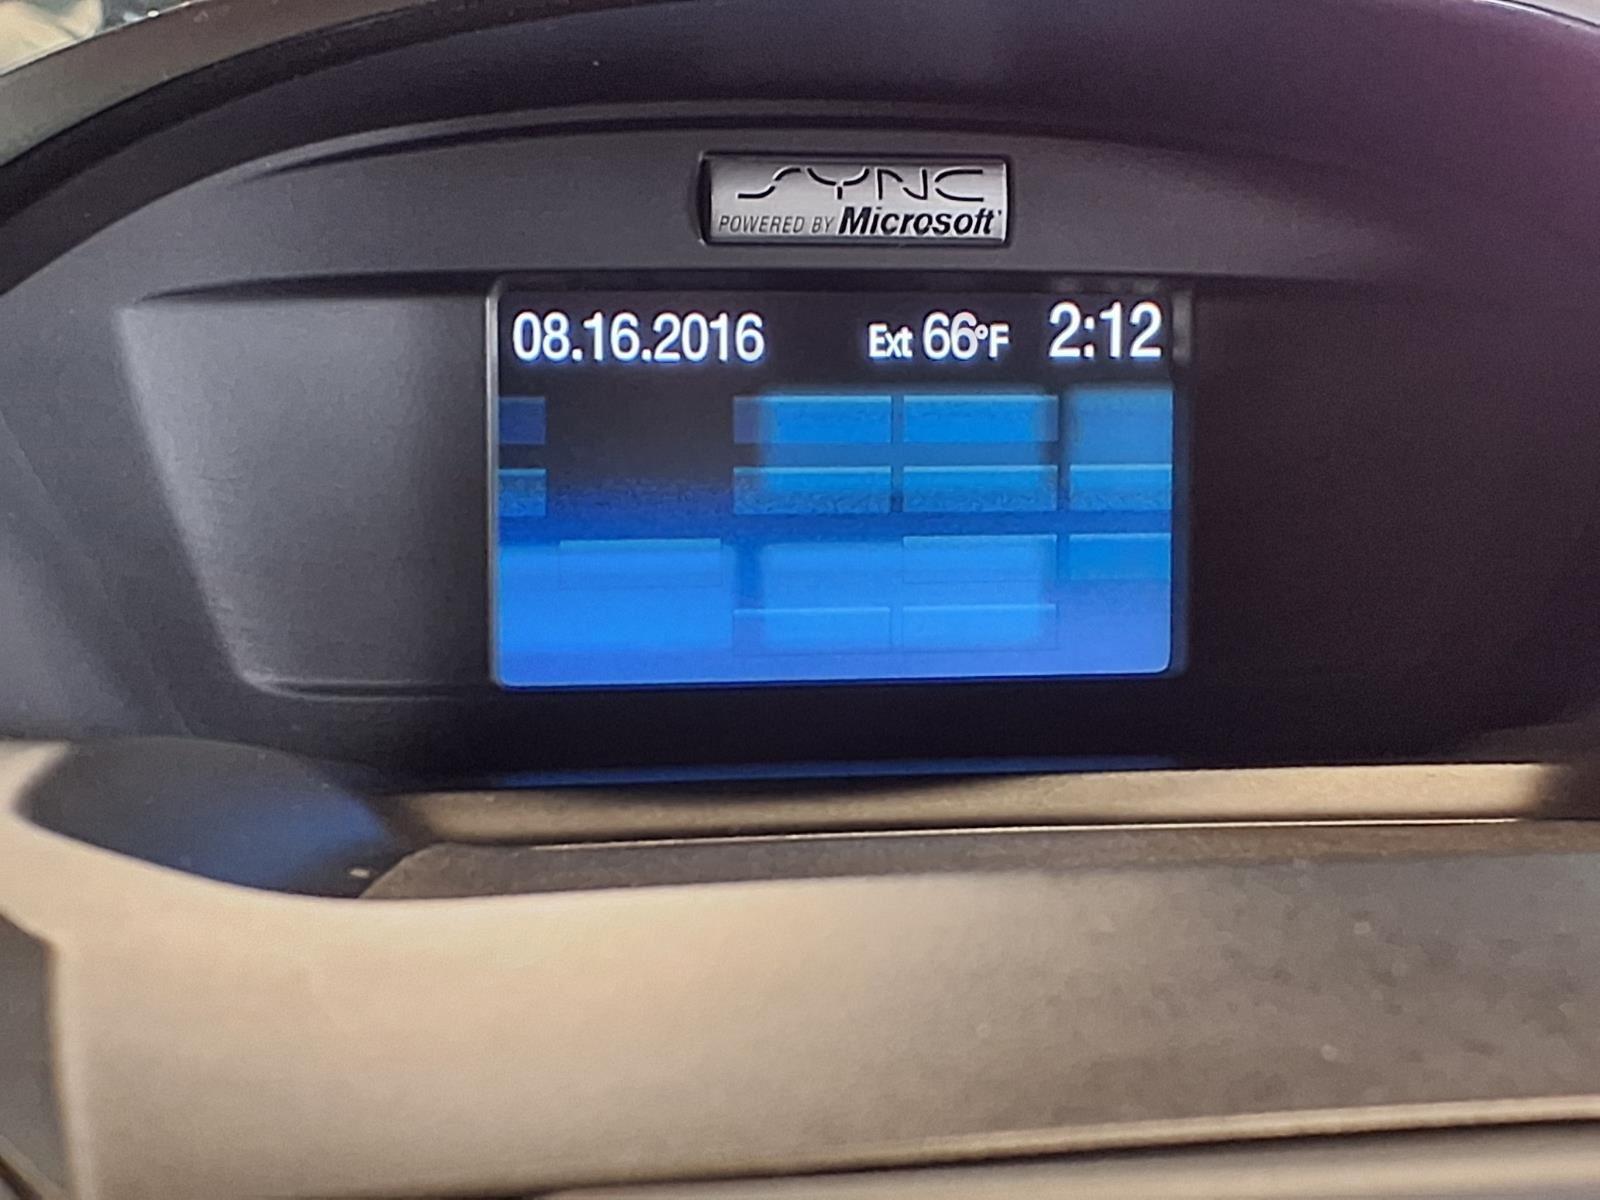 SYNC
POWERED BY Microsoft
08.16.2016 Ext 66°F 2:12